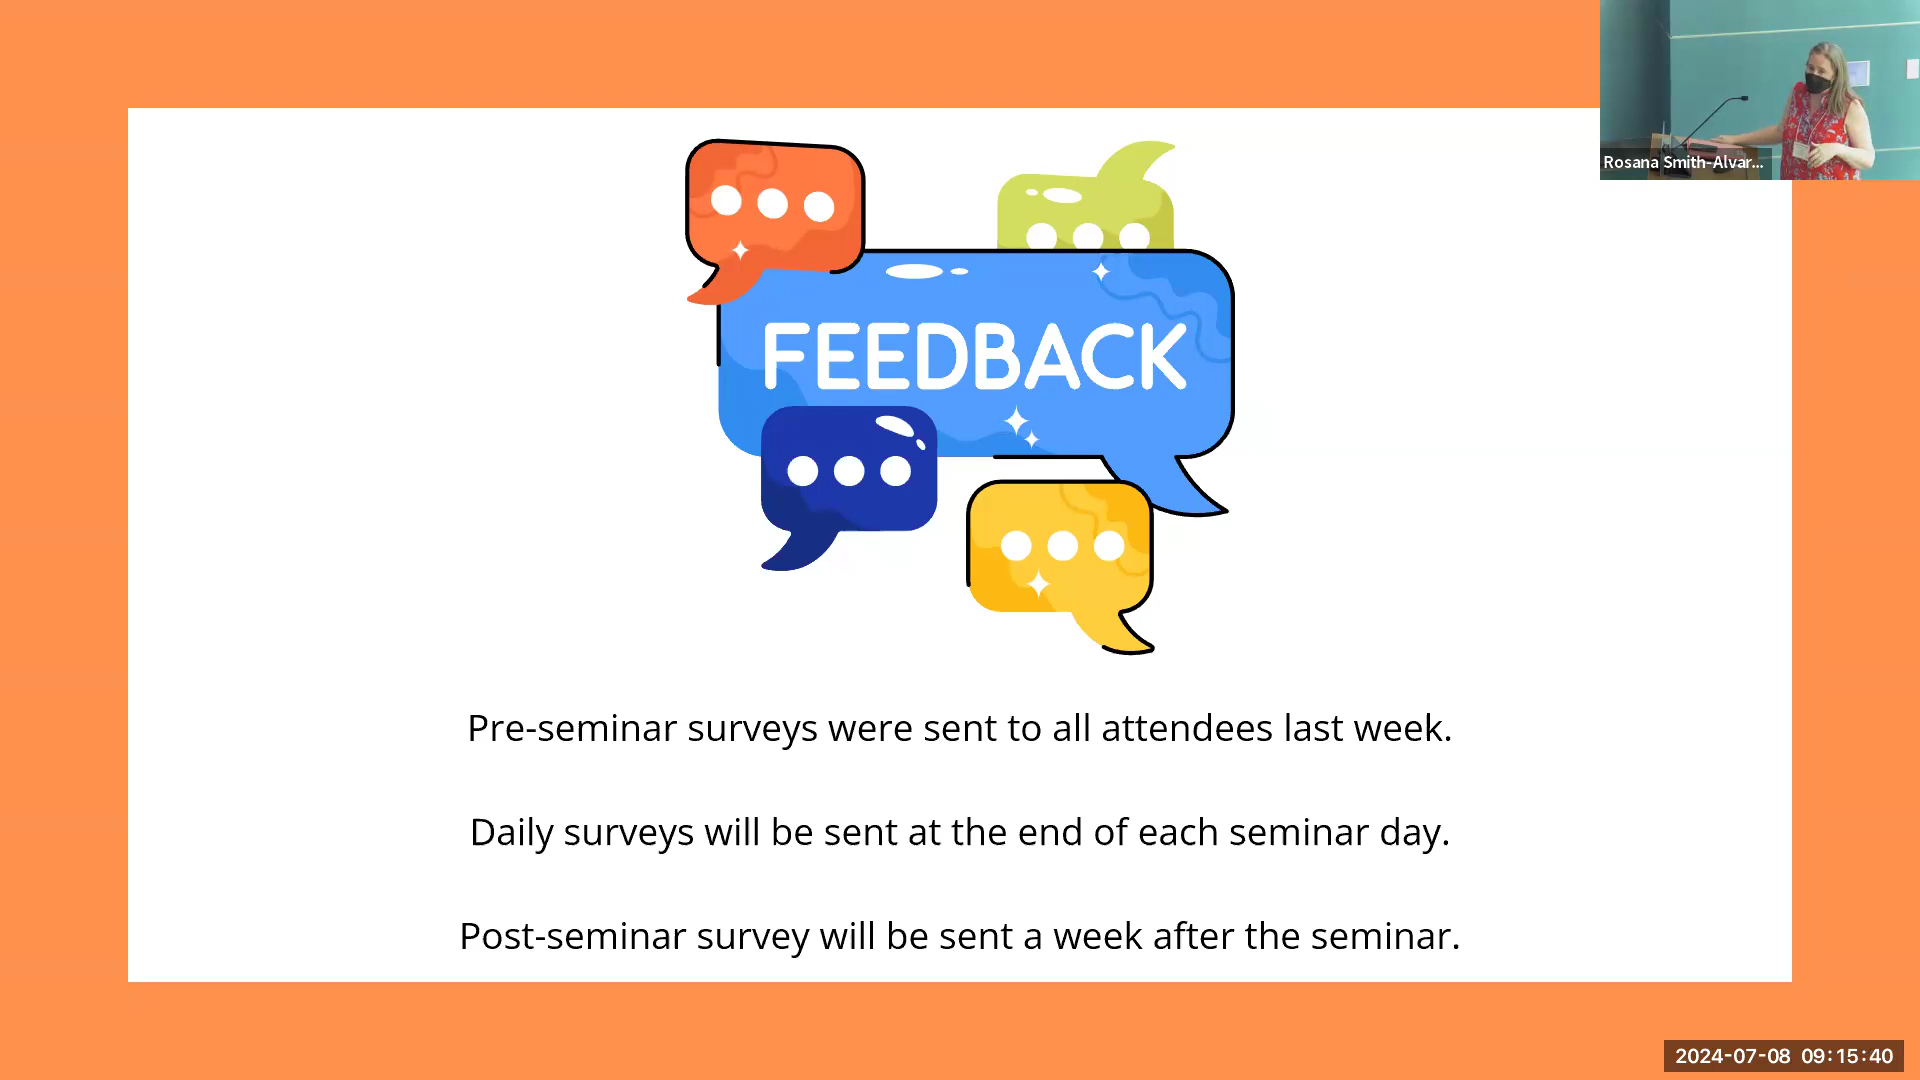 Rosana Smith-Alvar...
FEEDBACK
Pre-seminar surveys were sent to all attendees last week.
Daily surveys will be sent at the end of each seminar day.
Post-seminar survey will be sent a week after the seminar.
2024-07-08 09:15:40